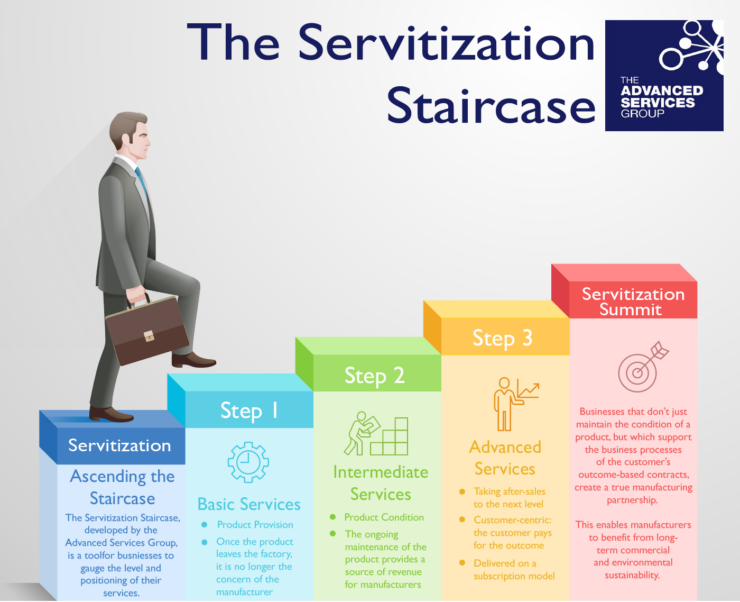 The Servitization
Staircase
THE
ADVANCED
SERVICES
GROUP
Servitization
Ascending the
Staircase
The Servitization Staircase,
developed by the
Advanced Services Group,
is a toolfor busniesses to
gauge the level and
positioning of their
services.
Step 1
Basic Services
● Product Provision
● Once the product
leaves the factory,
it is no longer the
concern of the
manufacturer
Step 2
Intermediate
Services
● Product Condition
● The ongoing
maintenance of the
product provides a
source of revenue
for manufacturers
Step 3
Advanced
Services
● Taking after-sales
to the next level
● Customer-centric:
the customer pays
for the outcome
● Delivered on a
subscription model
Servitization
Summit
Businesses that don't just
maintain the condition of a
product, but which support
the business processes
of the customer's
outcome-based contracts,
create a true manufacturing
partnership.
This enables manufacturers
to benefit from long-
term commercial
and environmental
sustainability.